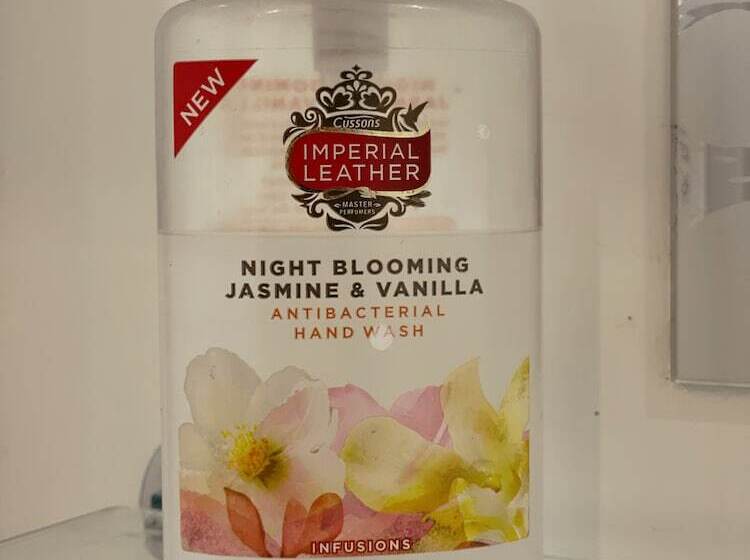 NEW
Cussons
IMPERIAL
LEATHER
MASTER
PERFUMERS
NIGHT BLOOMING
JASMINE & VANILLA
ANTIBACTERIAL
HAND WASH
INFUSIONS